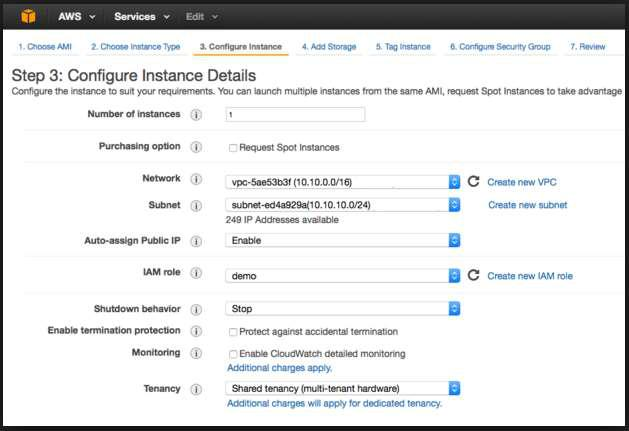 AWS Services Edit
1. Choose AMI 2. Choose Instance Type 3. Configure Instance 4. Add Storage 5. Tag Instance 6. Configure Security Group 7. Review
Step 3: Configure Instance Details
Configure the instance to suit your requirements. You can launch multiple instances from the same AMI, request Spot Instances to take advantage
Number of instances 1
Purchasing option Request Spot Instances
Network vpc-5ae53b3f (10.10.0.0/16) Create new VPC
Subnet subnet-ed4a929a(10.10.10.0/24) Create new subnet
249 IP Addresses available
Auto-assign Public IP Enable
IAM role demo Create new IAM role
Shutdown behavior Stop
Enable termination protection Protect against accidental termination
Monitoring Enable CloudWatch detailed monitoring
Additional charges apply.
Tenancy Shared tenancy (multi-tenant hardware)
Additional charges will apply for dedicated tenancy.